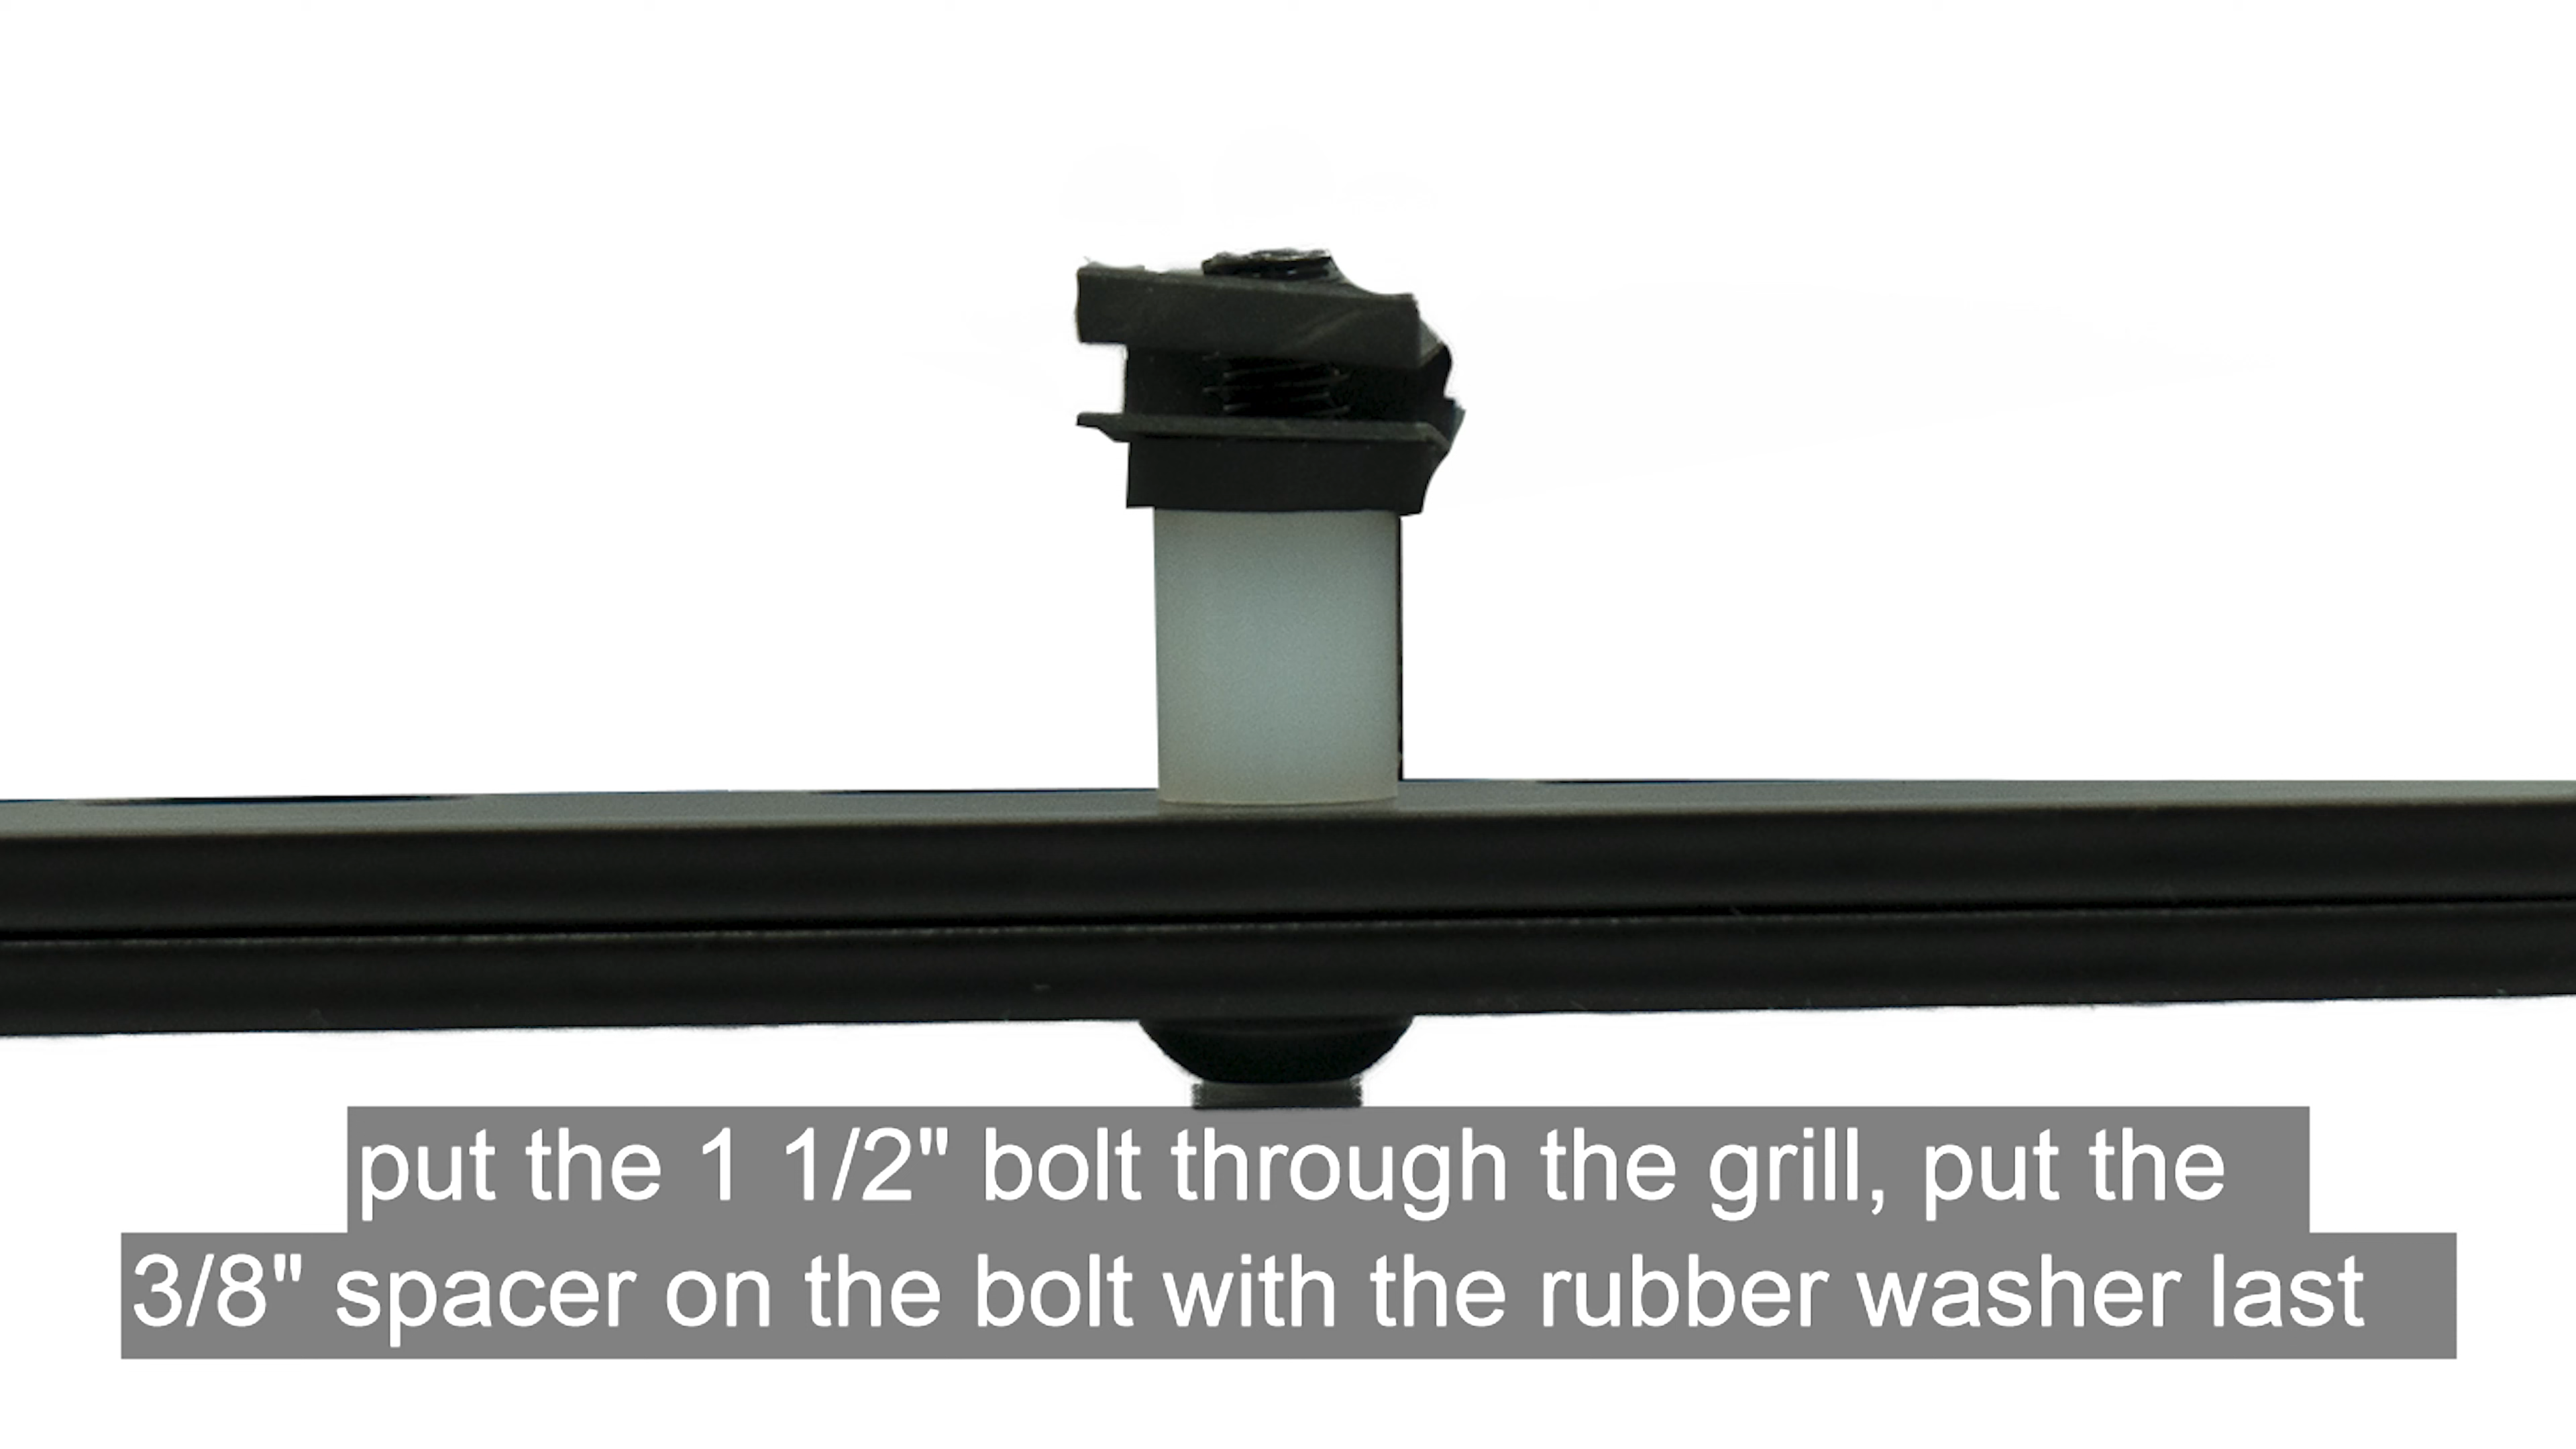 put the 1 1/2" bolt through the grill, put the
3/8" spacer on the bolt with the rubber washer last